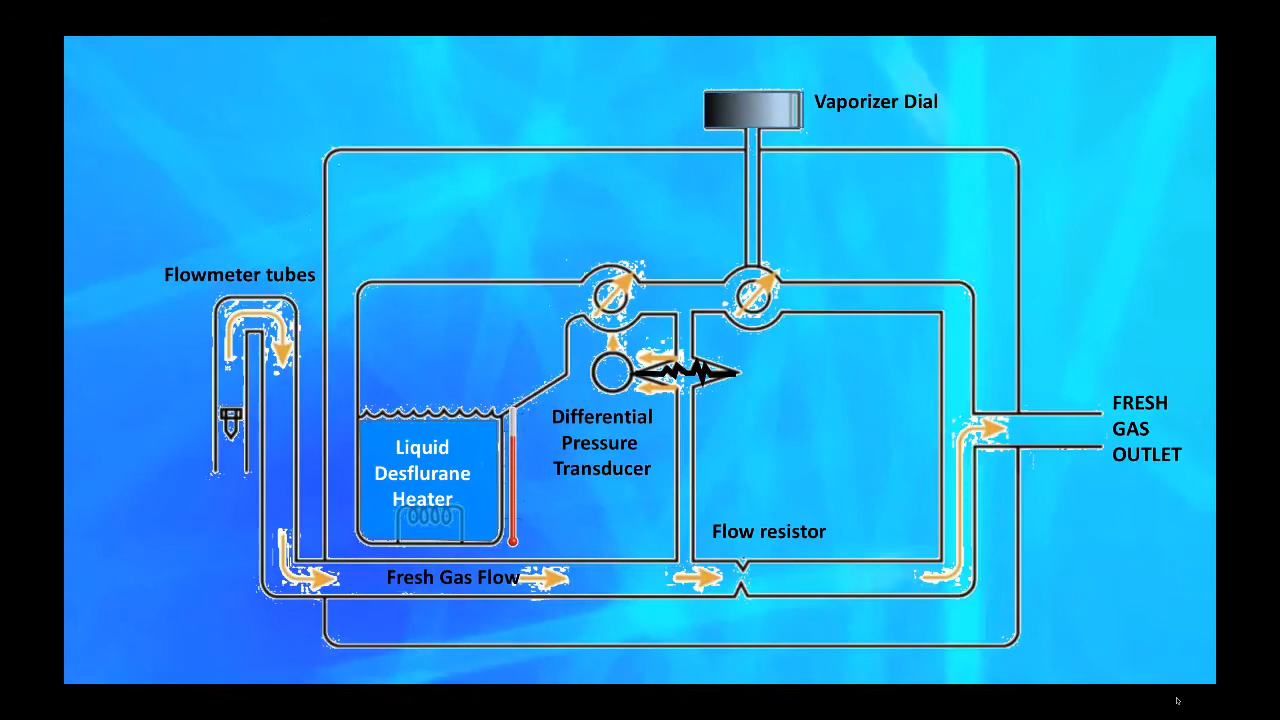 Vaporizer Dial
Flowmeter tubes
Differential
Pressure
Transducer
Liquid
Desflurane
Heater
FRESH
GAS
OUTLET
Flow resistor
Fresh Gas Flow